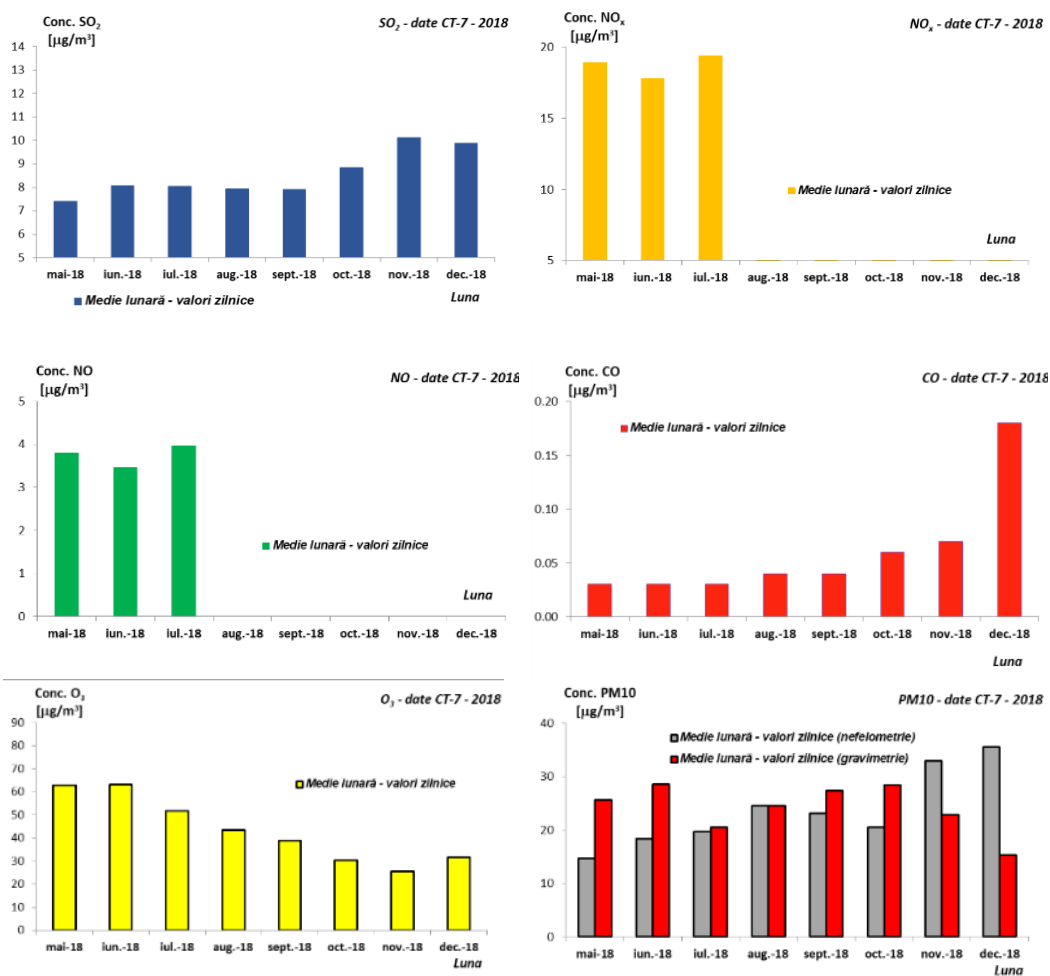 Conc. SO₂
[µg/m³]
SO₂ - date CT-7 - 2018
14
13
12
11
10
9
8
7
6
5
mai-18 iun.-18 iul.-18 aug.-18 sept.-18 oct.-18 nov.-18 dec.-18
Medie lunară - valori zilnice
Luna
Conc. NOₓ
[µg/m³]
NOₓ - date CT-7 - 2018
20
15
10
5
Medie lunară - valori zilnice
Luna
mai-18 iun.-18 iul.-18 aug.-18 sept.-18 oct.-18 nov.-18 dec.-18
Conc. NO
[µg/m³]
NO - date CT-7 - 2018
5
4
3
2
1
0
Medie lunară - valori zilnice
Luna
mai-18 iun.-18 iul.-18 aug.-18 sept.-18 oct.-18 nov.-18 dec.-18
Conc. CO
[µg/m³]
CO - date CT-7 - 2018
0.20
0.15
0.10
0.05
0.00
Medie lunară - valori zilnice
mai-18 iun.-18 iul.-18 aug.-18 sept.-18 oct.-18 nov.-18 dec.-18
Luna
Conc. O₃
[µg/m³]
O₃ - date CT-7 - 2018
90
80
70
60
50
40
30
20
10
0
Medie lunară - valori zilnice
mai-18 iun.-18 iul.-18 aug.-18 sept.-18 oct.-18 nov.-18 dec.-18
Luna
Conc. PM10
[µg/m³]
PM10 - date CT-7 - 2018
40
30
20
10
0
Medie lunară - valori zilnice (nefelometrie)
Medie lunară - valori zilnice (gravimetrie)
mai-18 iun.-18 iul.-18 aug.-18 sept.-18 oct.-18 nov.-18 dec.-18
Luna